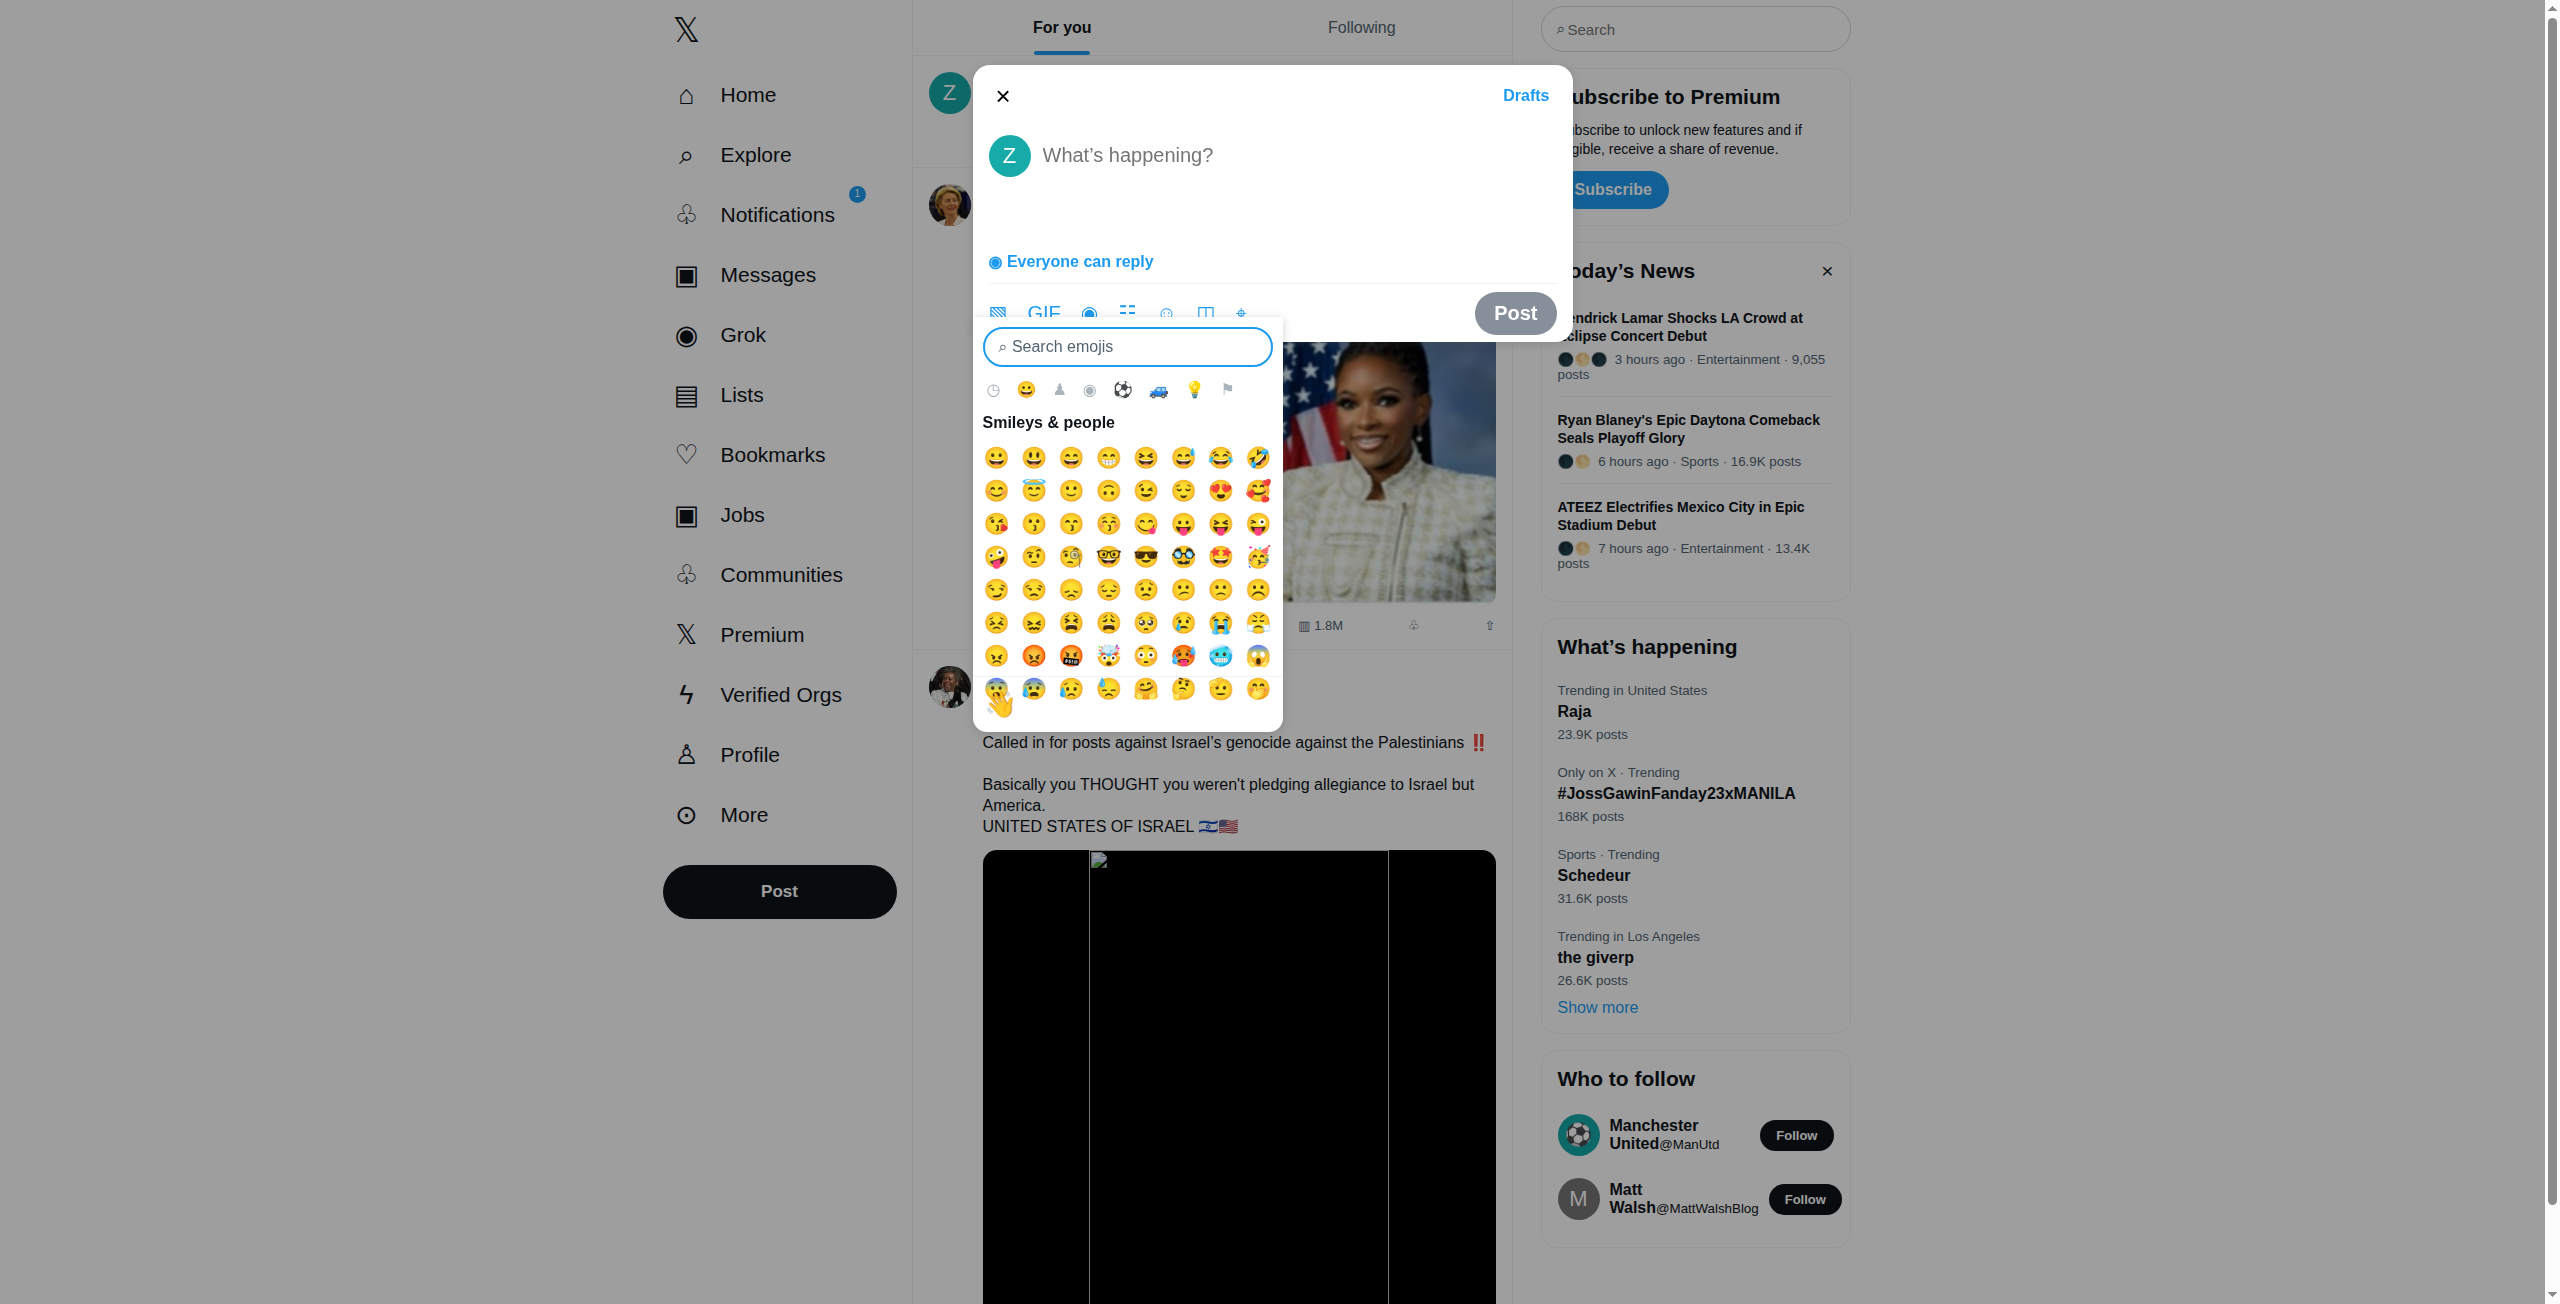 Home
Explore
Notifications
1
Messages
Grok
Lists
Bookmarks
Jobs
Communities
Premium
Verified Orgs
Profile
More
Post
For you
Following
Z
Drafts
Z
What's happening?
Everyone can reply
GIF
Post
Search emojis
Smileys & people
1.8M
Called in for posts against Israel's genocide against the Palestinians ‼️
Basically you THOUGHT you weren't pledging allegiance to Israel but
America.
UNITED STATES OF ISRAEL 🇮🇱🇺🇸
Search
ubscribe to Premium
bscribe to unlock new features and if
gible, receive a share of revenue.
Subscribe
oday's News
endrick Lamar Shocks LA Crowd at
clipse Concert Debut
3 hours ago · Entertainment · 9,055
posts
Ryan Blaney's Epic Daytona Comeback
Seals Playoff Glory
6 hours ago · Sports · 16.9K posts
ATEEZ Electrifies Mexico City in Epic
Stadium Debut
7 hours ago · Entertainment · 13.4K
posts
What's happening
Trending in United States
Raja
23.9K posts
Only on X · Trending
#JossGawinFanday23xMANILA
168K posts
Sports · Trending
Schedeur
31.6K posts
Trending in Los Angeles
the giverp
26.6K posts
Show more
Who to follow
Manchester
United@ManUtd
Follow
M
Matt
Walsh@MattWalshBlog
Follow